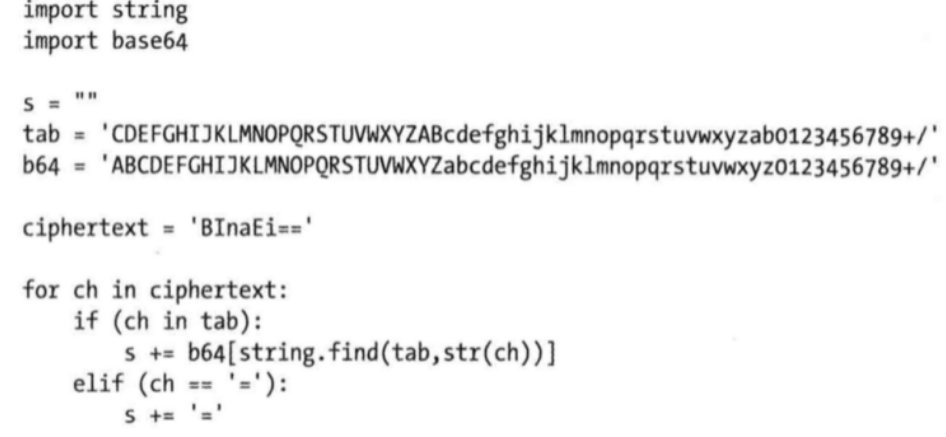 import string
import base64
s = ""
tab = 'CDEFGHIJKLMNOPQRSTUVWXYZABcdefghijklmnopqrstuvwxyzab0123456789+/'
b64 = 'ABCDEFGHIJKLMNOPQRSTUVWXYZabcdefghijklmnopqrstuvwxyz0123456789+/'
ciphertext = 'BInaEi=='
for ch in ciphertext:
    if (ch in tab):
        s += b64[string.find(tab,str(ch))]
    elif (ch == '='):
        s += '='